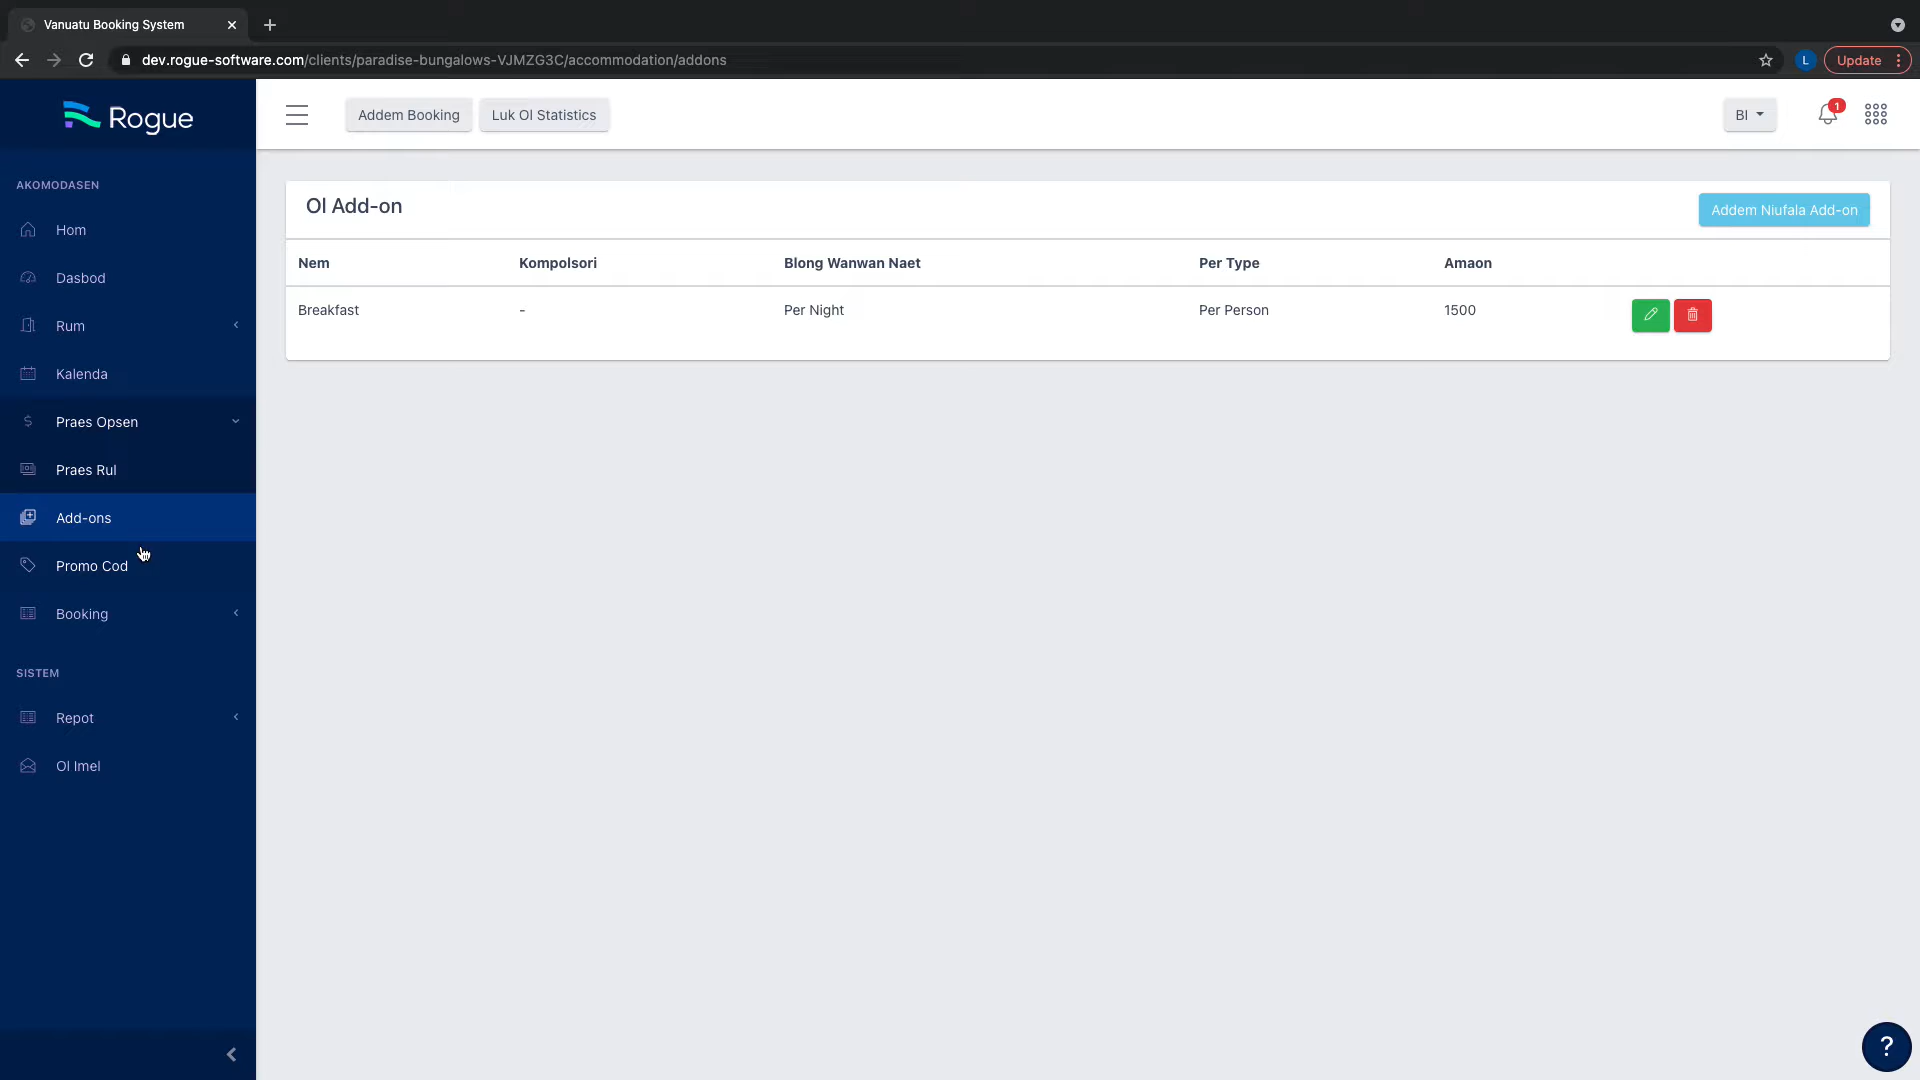 Vanuatu Booking System
dev.rogue-software.com/clients/paradise-bungalows-VJMZG3C/accommodation/addons
L
Update
Rogue
Addem Booking
Luk Ol Statistics
BI
1
AKOMODASEN
Hom
Dasbod
Rum
Kalenda
Praes Opsen
Praes Rul
Add-ons
Promo Cod
Booking
SISTEM
Repot
Ol Imel
Ol Add-on
Addem Niufala Add-on
Nem Kompolsori Blong Wanwan Naet Per Type Amaon
Breakfast - Per Night Per Person 1500
?